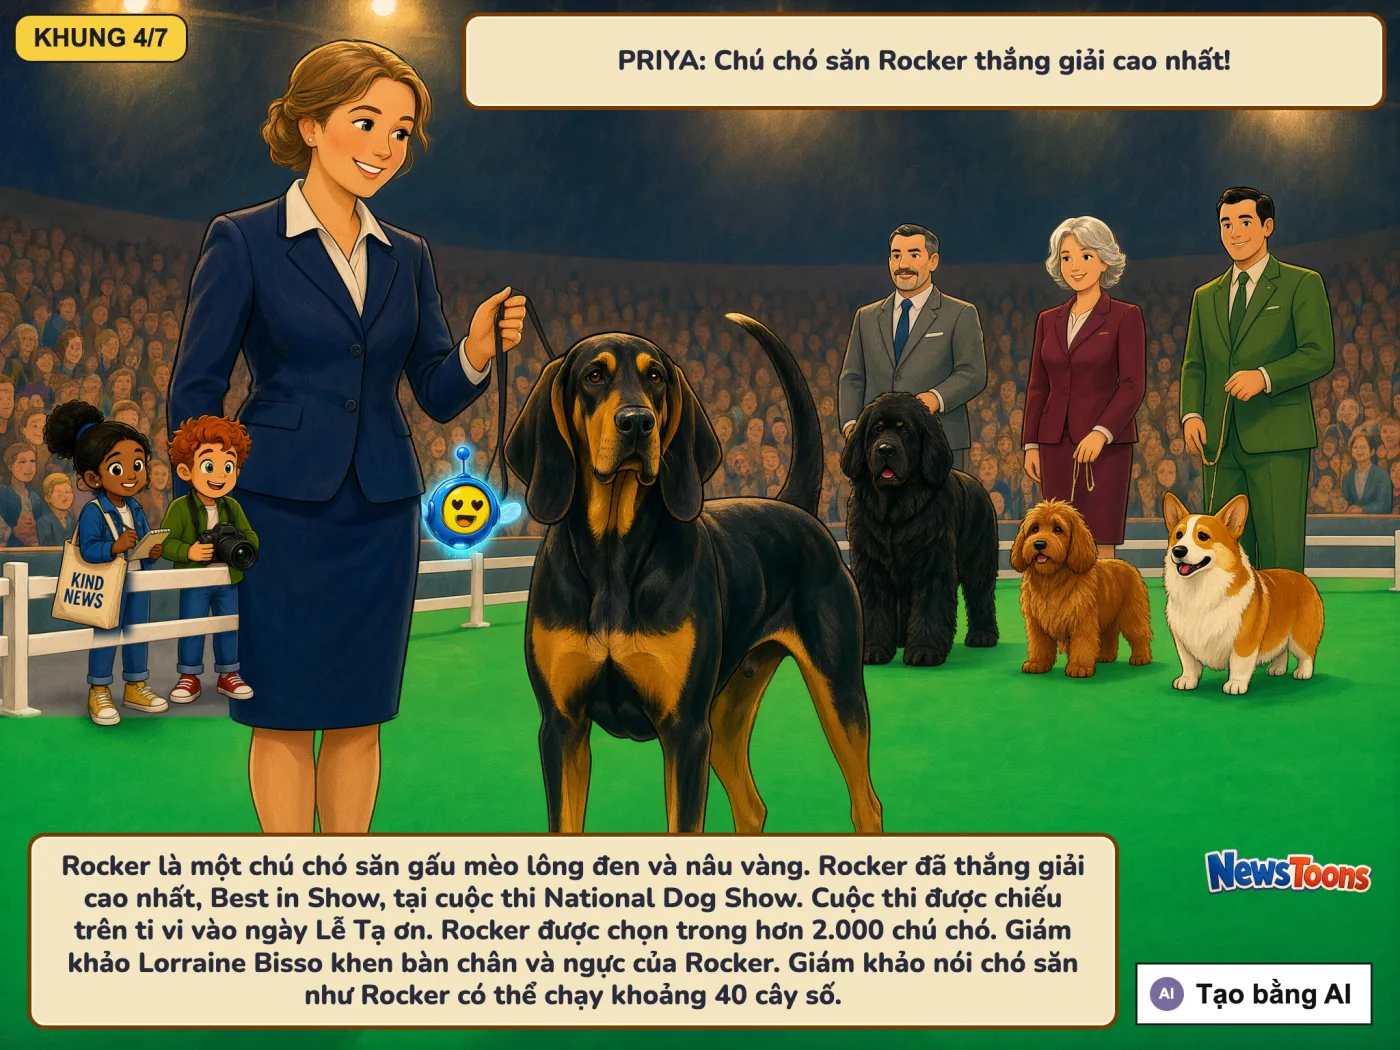 KHUNG 4/7
PRIYA: Chú chó săn Rocker thắng giải cao nhất!
KIND
NEWS
Rocker là một chú chó săn gấu mèo lông đen và nâu vàng. Rocker đã thắng giải
cao nhất, Best in Show, tại cuộc thi National Dog Show. Cuộc thi được chiếu
trên ti vi vào ngày Lễ Tạ ơn. Rocker được chọn trong hơn 2.000 chú chó. Giám
khảo Lorraine Bisso khen bàn chân và ngực của Rocker. Giám khảo nói chó săn
như Rocker có thể chạy khoảng 40 cây số.
NewsToons
AI Tạo bằng AI